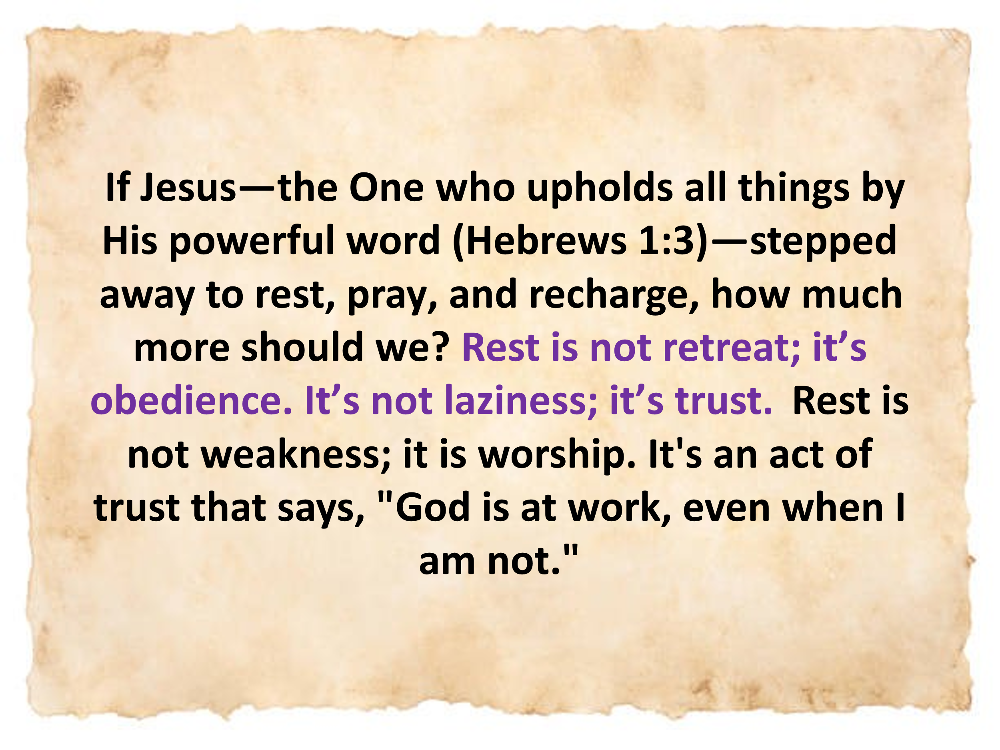 If Jesus—the One who upholds all things by
His powerful word (Hebrews 1:3)—stepped
away to rest, pray, and recharge, how much
more should we? Rest is not retreat; it’s
obedience. It’s not laziness; it’s trust.  Rest is
not weakness; it is worship. It's an act of
trust that says, "God is at work, even when I
am not."